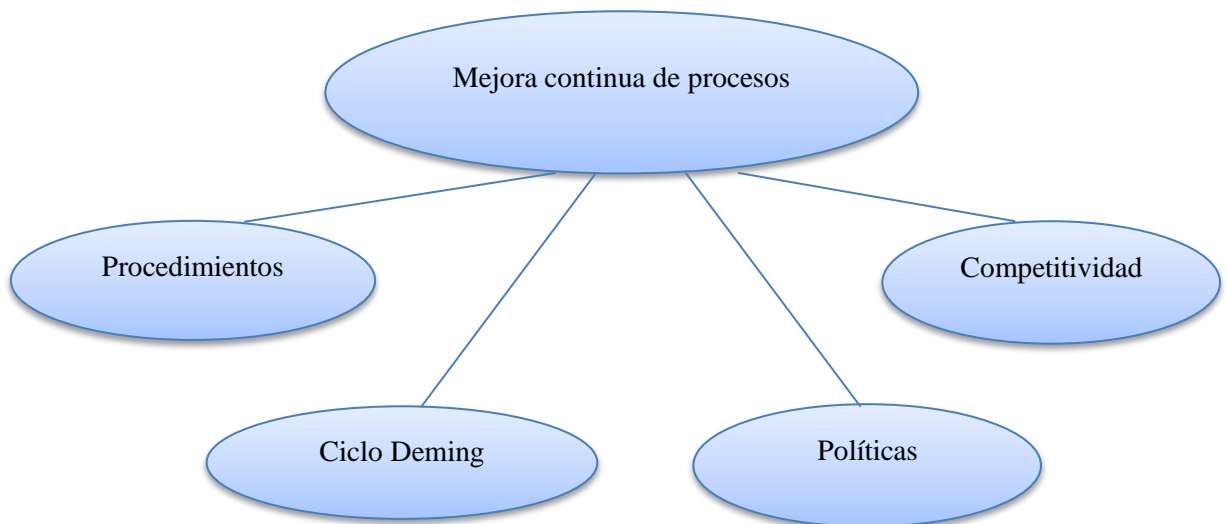 Mejora continua de procesos
Procedimientos
Competitividad
Ciclo Deming
Políticas